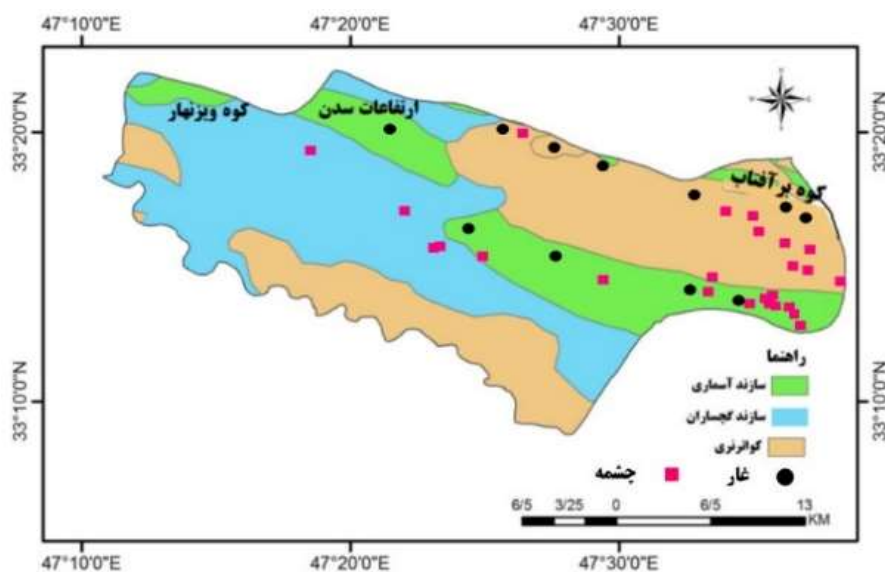 47°10'0"E 47°20'0"E 47°30'0"E
33°20'0"N 33°20'0"N
کوه ویزنهار
ارتفاعات سدن
کوه بر آفتاب
راهنما
سازند آسماری
سازند گچساران
کواترنری
چشمه
غار
33°10'0"N 33°10'0"N
6/5 3/25 0 6/5 13
KM
47°10'0"E 47°20'0"E 47°30'0"E